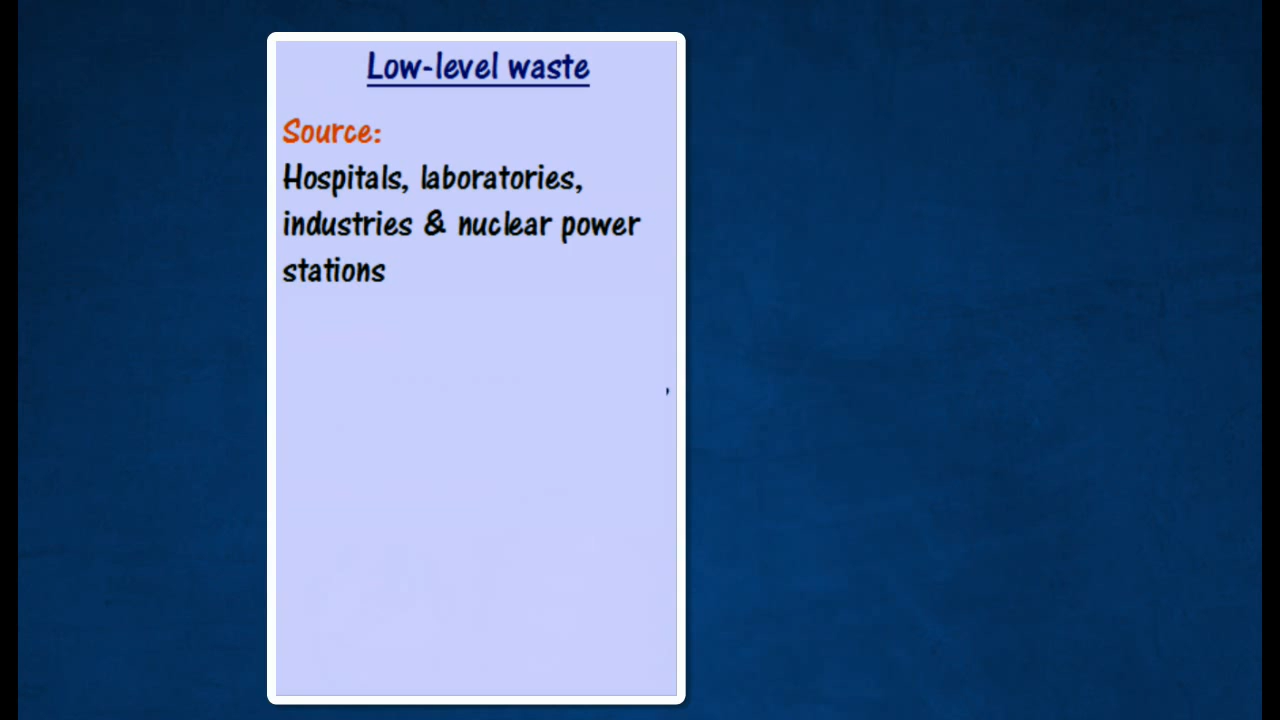 Low-level waste
Source:
Hospitals, laboratories,
industries & nuclear power
stations